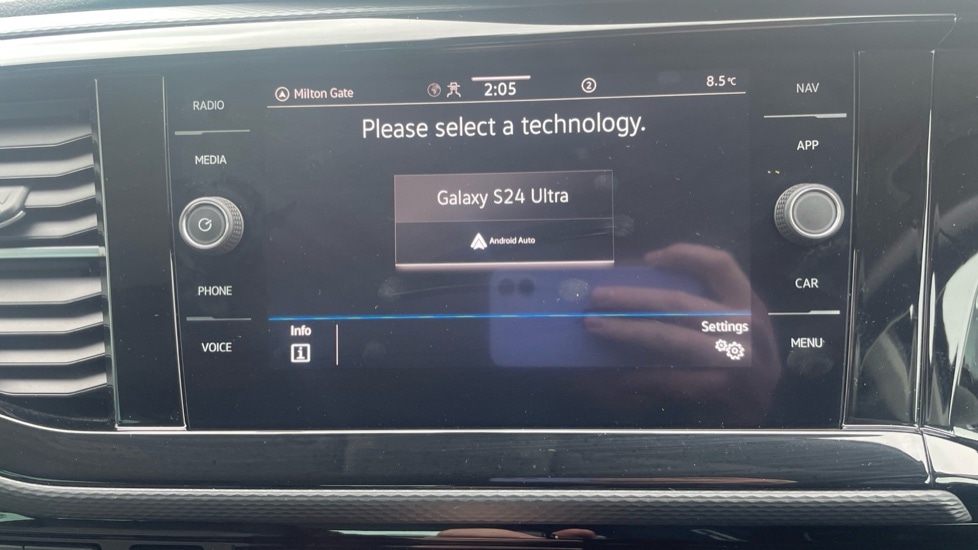 RADIO
MEDIA
PHONE
VOICE
Milton Gate
2:05
2
8.5°C
Please select a technology.
Galaxy S24 Ultra
Android Auto
Info
i
Settings
NAV
APP
CAR
MENU